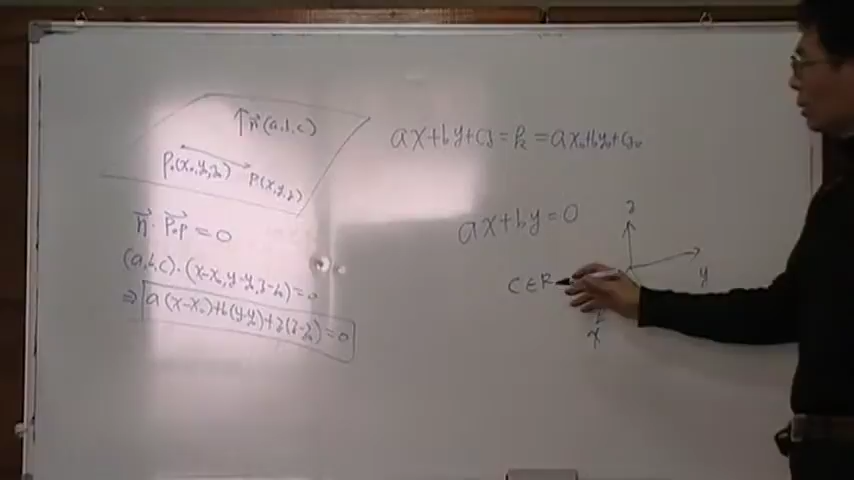 n⃗(a,b,c)
P₀(x₀,y₀,z₀)
P(x,y,z)
n⃗·P₀P⃗=0
(a,b,c)·(x-x₀,y-y₀,z-z₀)=0
⇒ a(x-x₀)+b(y-y₀)+z(z-z₀)=0
ax+by+cz=k=ax₀+by₀+cz₀
ax+by=0
C∈R
z
y
x